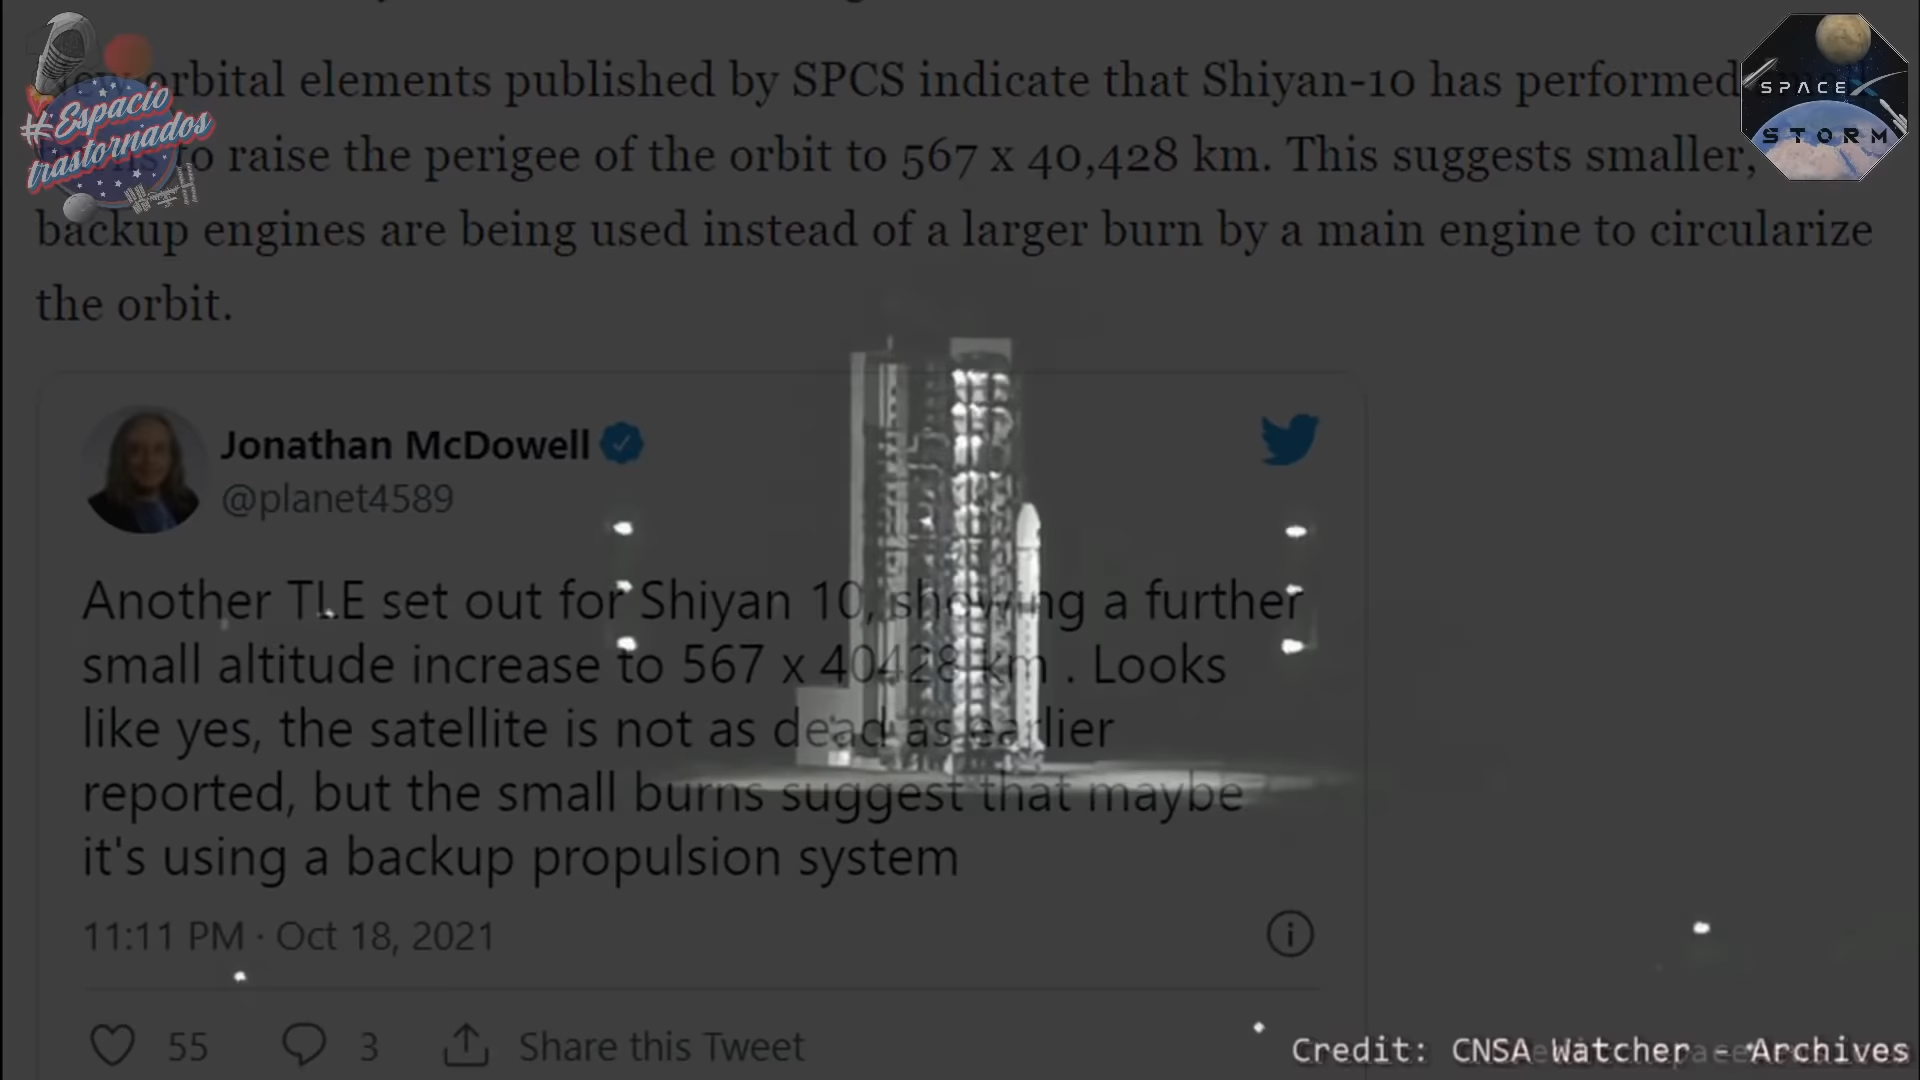 #Espacio
trastornados
SPACEX
STORM
orbital elements published by SPCS indicate that Shiyan-10 has performed
to raise the perigee of the orbit to 567 x 40,428 km. This suggests smaller,
backup engines are being used instead of a larger burn by a main engine to circularize
the orbit.
Jonathan McDowell
@planet4589
Another TLE set out for Shiyan 10, showing a further
small altitude increase to 567 x 40428 km . Looks
like yes, the satellite is not as dead as earlier
reported, but the small burns suggest that maybe
it's using a backup propulsion system
11:11 PM · Oct 18, 2021
55 3 Share this Tweet
Credit: CNSA Watcher - Archives